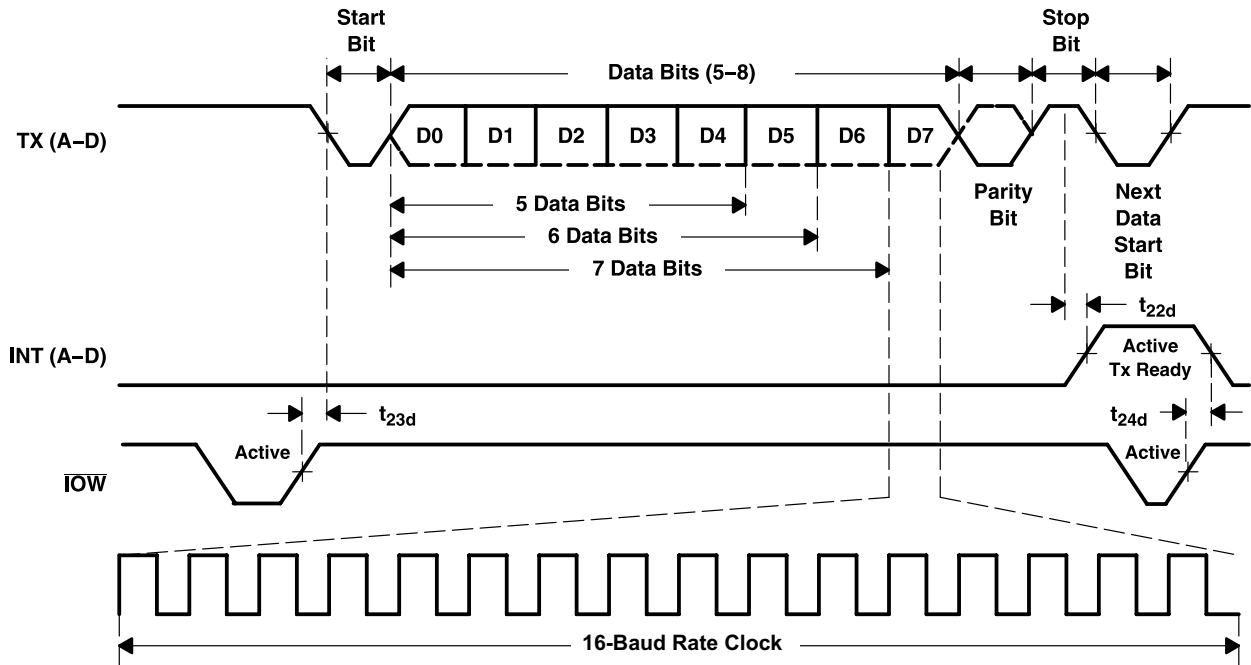 Start
Bit
Stop
Bit
Data Bits (5–8)
TX (A–D)
D0 D1 D2 D3 D4 D5 D6 D7
Parity
Bit
Next
Data
Start
Bit
5 Data Bits
6 Data Bits
7 Data Bits
t22d
INT (A–D)
Active
Tx Ready
t23d
t24d
IOW
Active
Active
16-Baud Rate Clock